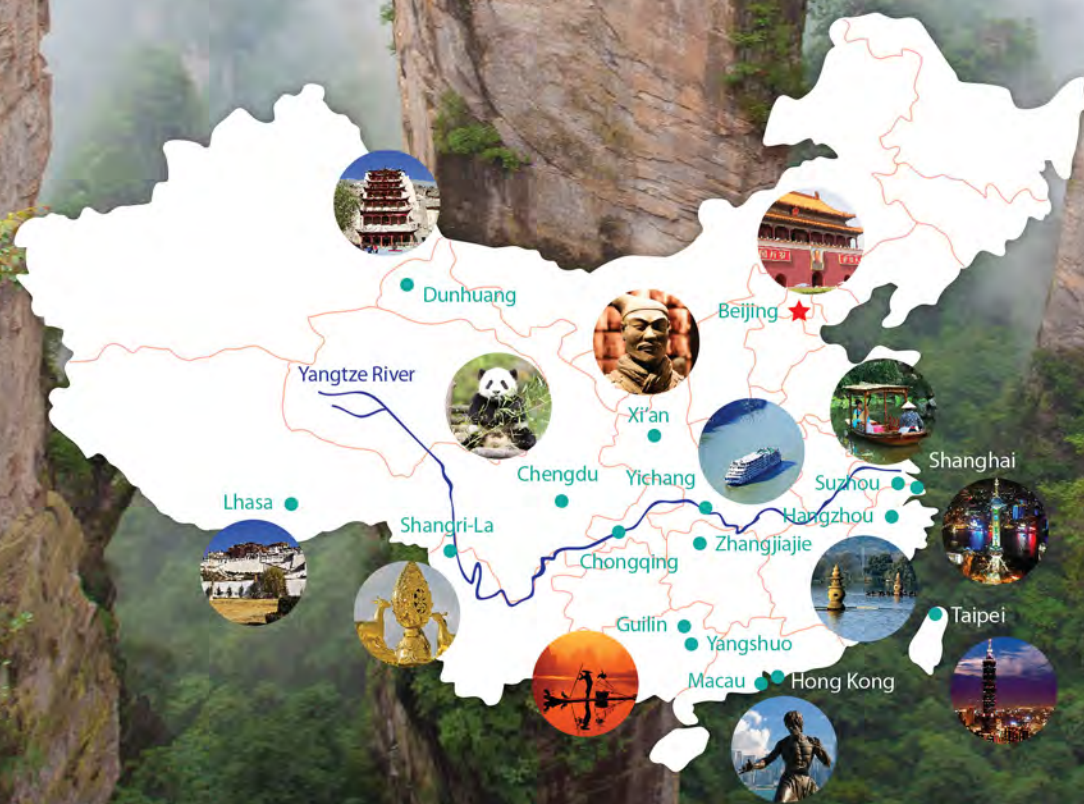 Dunhuang
Beijing
Yangtze River
Xi'an
Shanghai
Chengdu
Yichang
Suzhou
Lhasa
Hangzhou
Shangri-La
Zhangjiajie
Chongqing
Taipei
Guilin
Yangshuo
Macau
Hong Kong